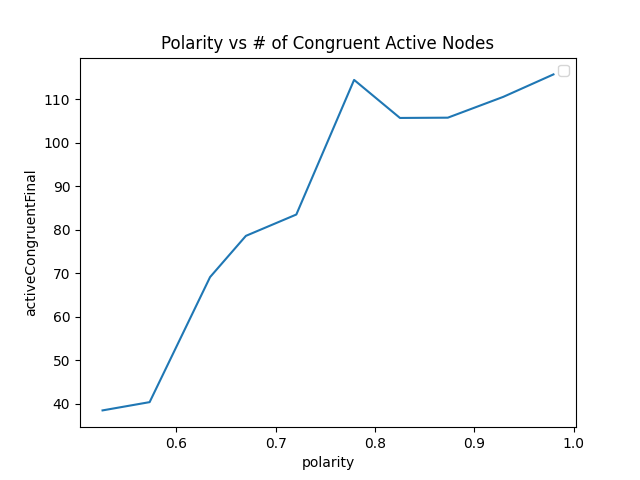 Polarity vs # of Congruent Active Nodes
activeCongruentFinal
110
100
90
80
70
60
50
40
0.6 0.7 0.8 0.9 1.0
polarity